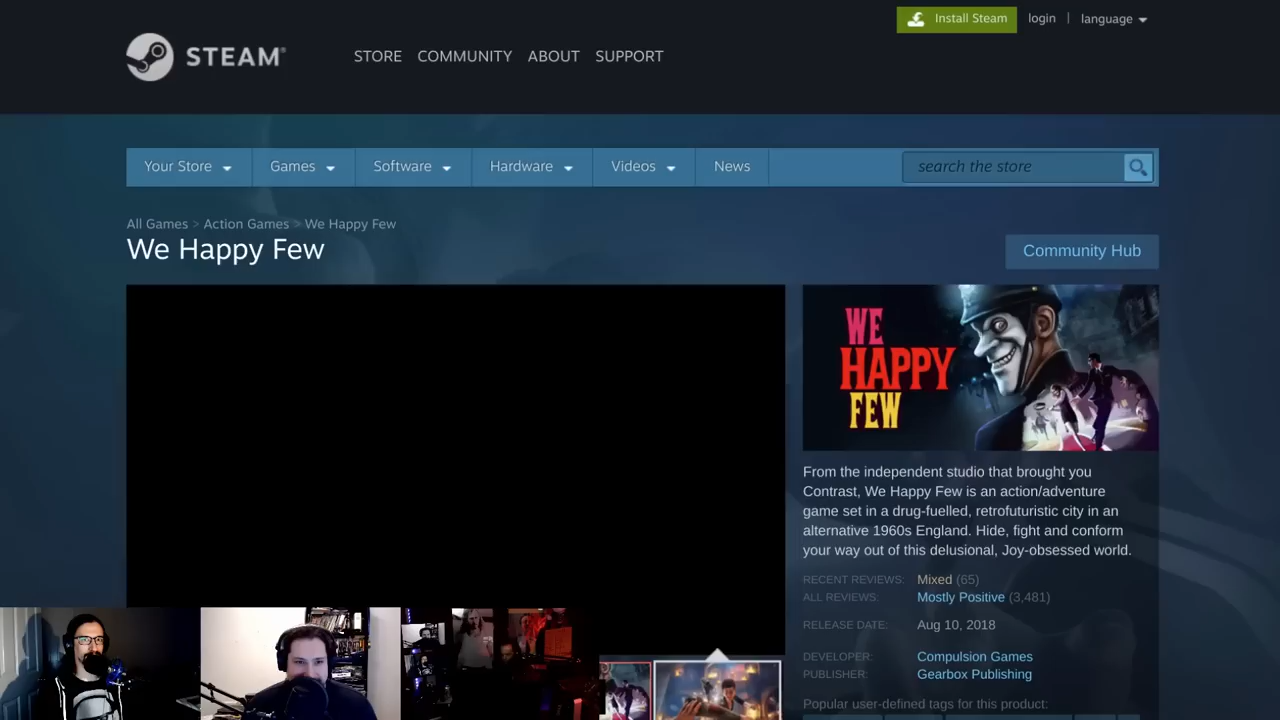 Install Steam
login
language
STEAM
STORE
COMMUNITY
ABOUT
SUPPORT
Your Store
Games
Software
Hardware
Videos
News
search the store
All Games > Action Games > We Happy Few
We Happy Few
Community Hub
WE
HAPPY
FEW
From the independent studio that brought you
Contrast, We Happy Few is an action/adventure
game set in a drug-fuelled, retrofuturistic city in an
alternative 1960s England. Hide, fight and conform
your way out of this delusional, Joy-obsessed world.
RECENT REVIEWS: Mixed (65)
ALL REVIEWS: Mostly Positive (3,481)
RELEASE DATE: Aug 10, 2018
DEVELOPER: Compulsion Games
PUBLISHER: Gearbox Publishing
Popular user-defined tags for this product: